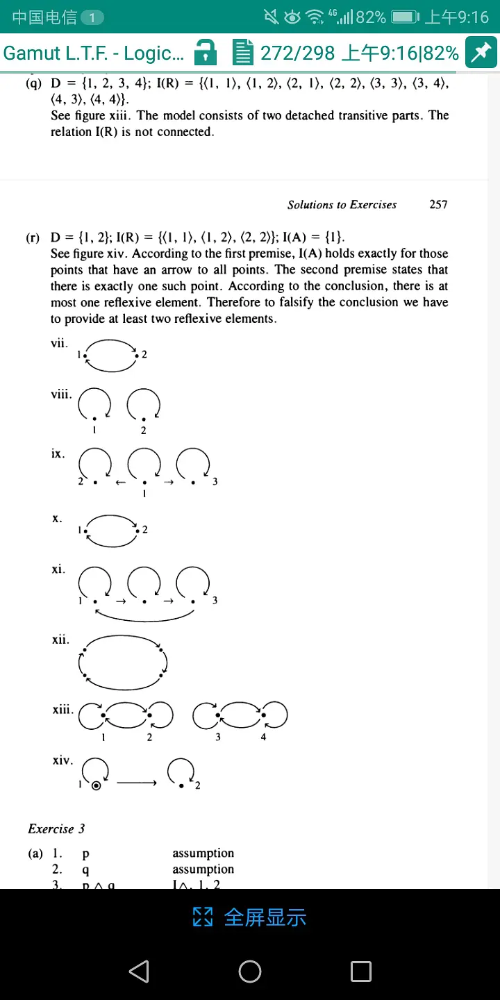 中国电信 1 4G 82% 上午9:16
Gamut L.T.F. - Logic... 272/298 上午9:16|82%
(q) D = {1, 2, 3, 4}; I(R) = {⟨1, 1⟩, ⟨1, 2⟩, ⟨2, 1⟩, ⟨2, 2⟩, ⟨3, 3⟩, ⟨3, 4⟩,
⟨4, 3⟩, ⟨4, 4⟩}.
See figure xiii. The model consists of two detached transitive parts. The
relation I(R) is not connected.
Solutions to Exercises 257
(r) D = {1, 2}; I(R) = {⟨1, 1⟩, ⟨1, 2⟩, ⟨2, 2⟩}; I(A) = {1}.
See figure xiv. According to the first premise, I(A) holds exactly for those
points that have an arrow to all points. The second premise states that
there is exactly one such point. According to the conclusion, there is at
most one reflexive element. Therefore to falsify the conclusion we have
to provide at least two reflexive elements.
vii. 1 2
viii.
1 2
ix.
2 3
1
x. 1 2
xi.
1 3
xii.
xiii.
1 2 3 4
xiv.
1 2
Exercise 3
(a) 1. p assumption
2. q assumption
3. p ∧ q I∧, 1, 2
全屏显示